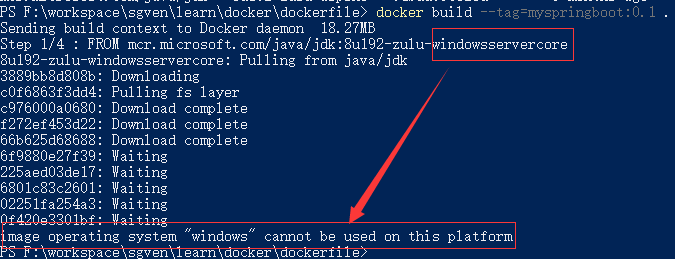 PS F:\workspace\sgven\learn\docker\dockerfile> docker build --tag=myspringboot:0.1 .
Sending build context to Docker daemon  18.27MB
Step 1/4 : FROM mcr.microsoft.com/java/jdk:8u192-zulu-windowsservercore
8u192-zulu-windowsservercore: Pulling from java/jdk
3889bb8d808b: Downloading
c0f6863f3dd4: Pulling fs layer
c976000a0680: Download complete
f272ef453d22: Download complete
66b625d68688: Download complete
6f9880e27f39: Waiting
225aed03de17: Waiting
6801c83c2601: Waiting
02251fa254a3: Waiting
0f420e3301bf: Waiting
image operating system "windows" cannot be used on this platform
PS F:\workspace\sgven\learn\docker\dockerfile>